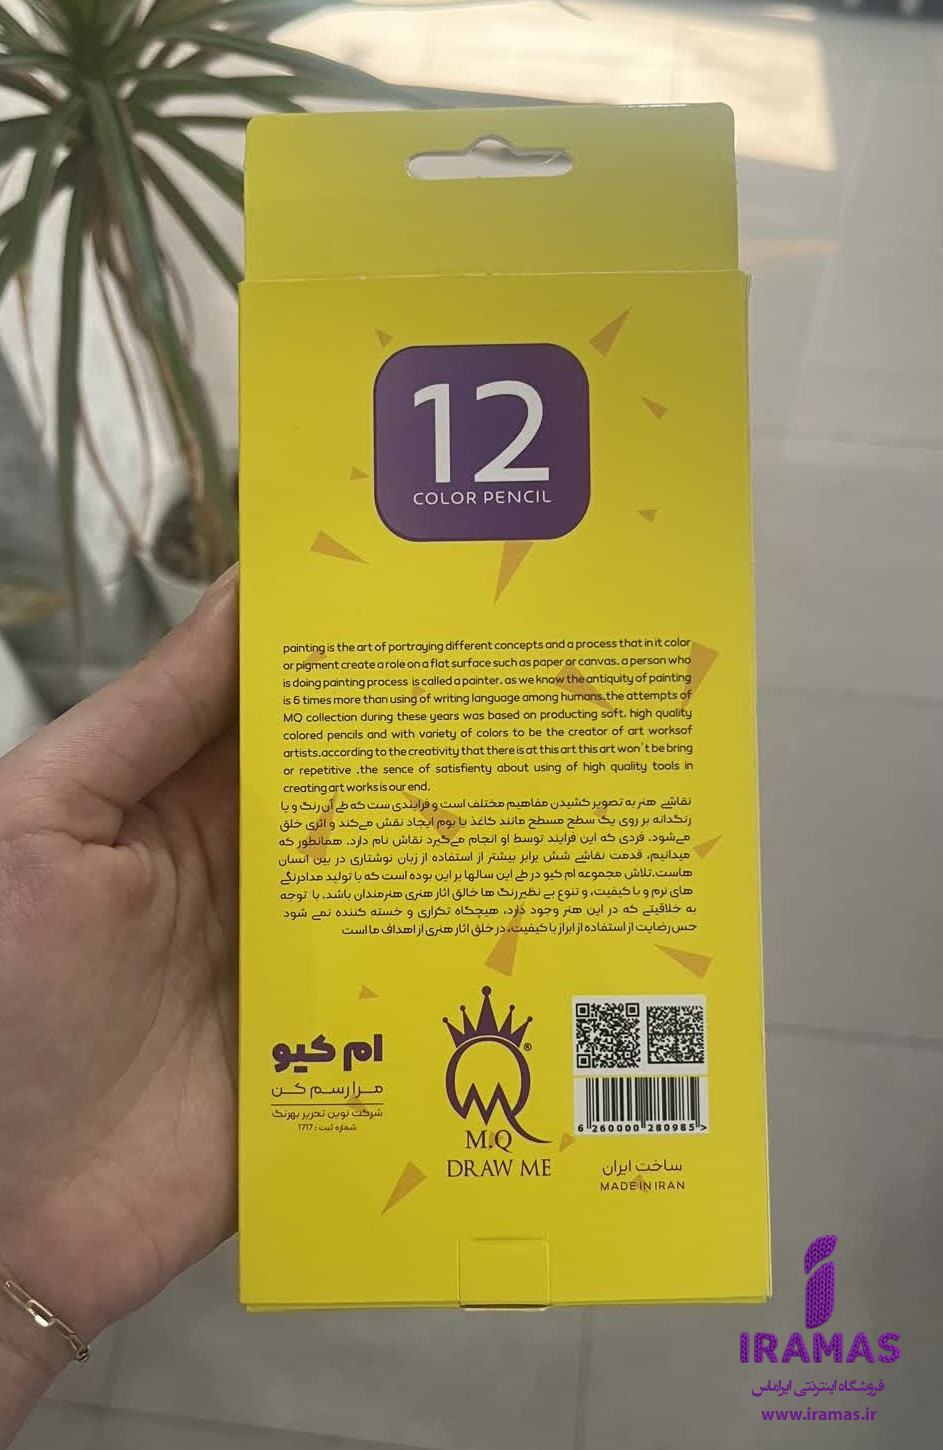 12
COLOR PENCIL
painting is the art of portraying different concepts and a process that in it color
or pigment create a role on a flat surface such as paper or canvas. a person who
is doing painting process is called a painter. as we know the antiquity of painting
is 6 times more than using of writing language among humans.the attempts of
MQ collection during these years was based on producting soft. high quality
colored pencils and with variety of colors to be the creator of art worksof
artists.according to the creativity that there is at this art this art won't be bring
or repetitive .the sence of satisfienty about using of high quality tools in
creating art works is our end.
نقاشی هنر به تصویر کشیدن مفاهیم مختلف است و فرایندی ست که طی آن رنگ و یا
رنگدانه بر روی یک سطح مسطح مانند کاغذ یا بوم ایجاد نقش می‌کند و اثری خلق
می‌شود. فردی که این فرایند توسط او انجام می‌گیرد نقاش نام دارد. همانطور که
میدانیم، قدمت نقاشی شش برابر بیشتر از استفاده از زبان نوشتاری در بین انسان
هاست.تلاش مجموعه ام کیو در طی این سالها بر این بوده است که با تولید مدادرنگی
های نرم و با کیفیت، و تنوع بی نظیر رنگ ها خالق اثار هنری هنرمندان باشد. با توجه
به خلاقیتی که در این هنر وجود دارد، هیچگاه تکراری و خسته کننده نمی شود
حس رضایت از استفاده از ابراز با کیفیت، در خلق اثار هنری از اهداف ما است
ام کیو
مرا رسم کن
شرکت نوین تحریر بهرنگ
شماره ثبت : 1717
®
M.Q
DRAW ME
6 260000 280985 >
ساخت ایران
MADE IN IRAN
IRAMAS
فروشگاه اینترنتی ایراماس
www.iramas.ir